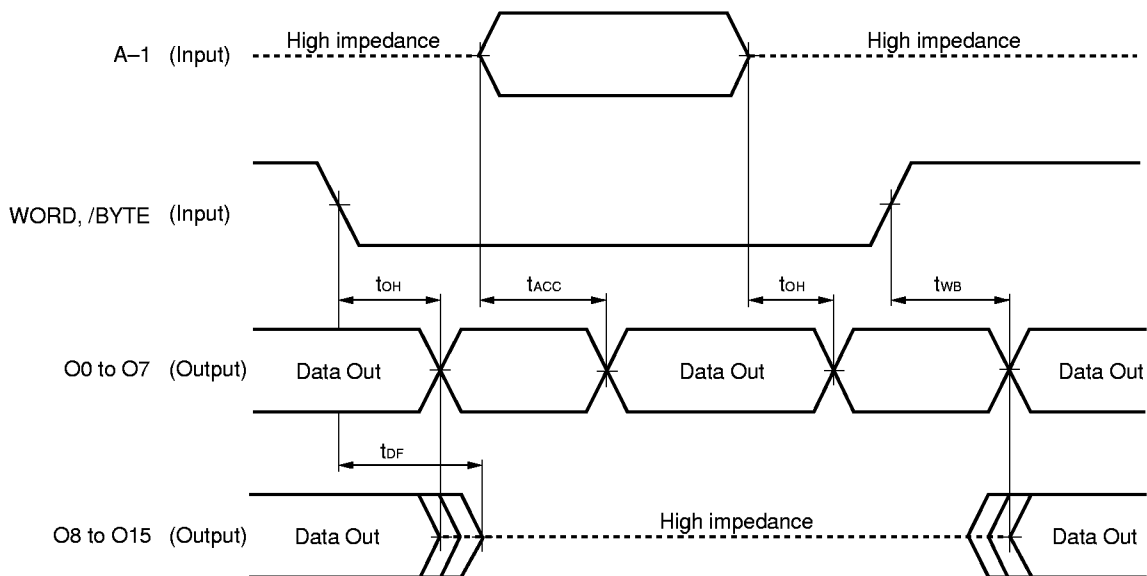 High impedance High impedance
A–1 (Input)
WORD, /BYTE (Input)
tOH tACC tOH tWB
O0 to O7 (Output) Data Out Data Out Data Out
tDF
O8 to O15 (Output) Data Out High impedance Data Out